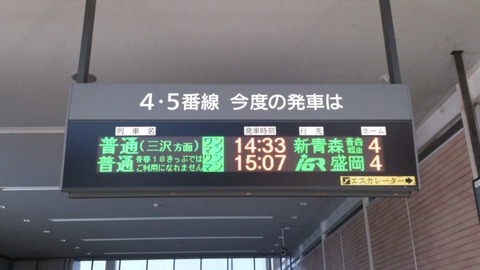 4・5番線 今度の発車は
列車名 発車時刻 行先 ホーム
普通(三沢方面) ワンマン 14:33 新青森 青森経由 4
普通 青春18きっぷではご利用になれません ワンマン 15:07 IGR 盛岡 4
エスカレーター